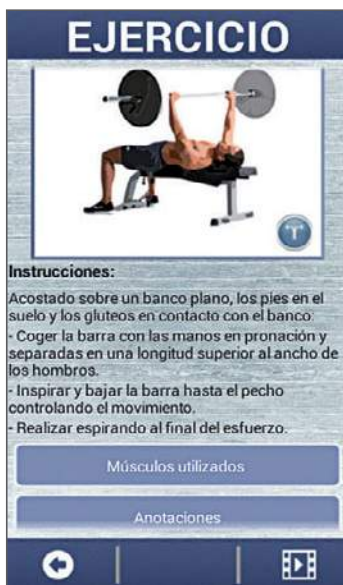 EJERCICIO
Instrucciones:
Acostado sobre un banco plano, los pies en el
suelo y los gluteos en contacto con el banco:
- Coger la barra con las manos en pronación y
separadas en una longitud superior al ancho de
los hombros.
- Inspirar y bajar la barra hasta el pecho
controlando el movimiento.
- Realizar espirando al final del esfuerzo.
Músculos utilizados
Anotaciones